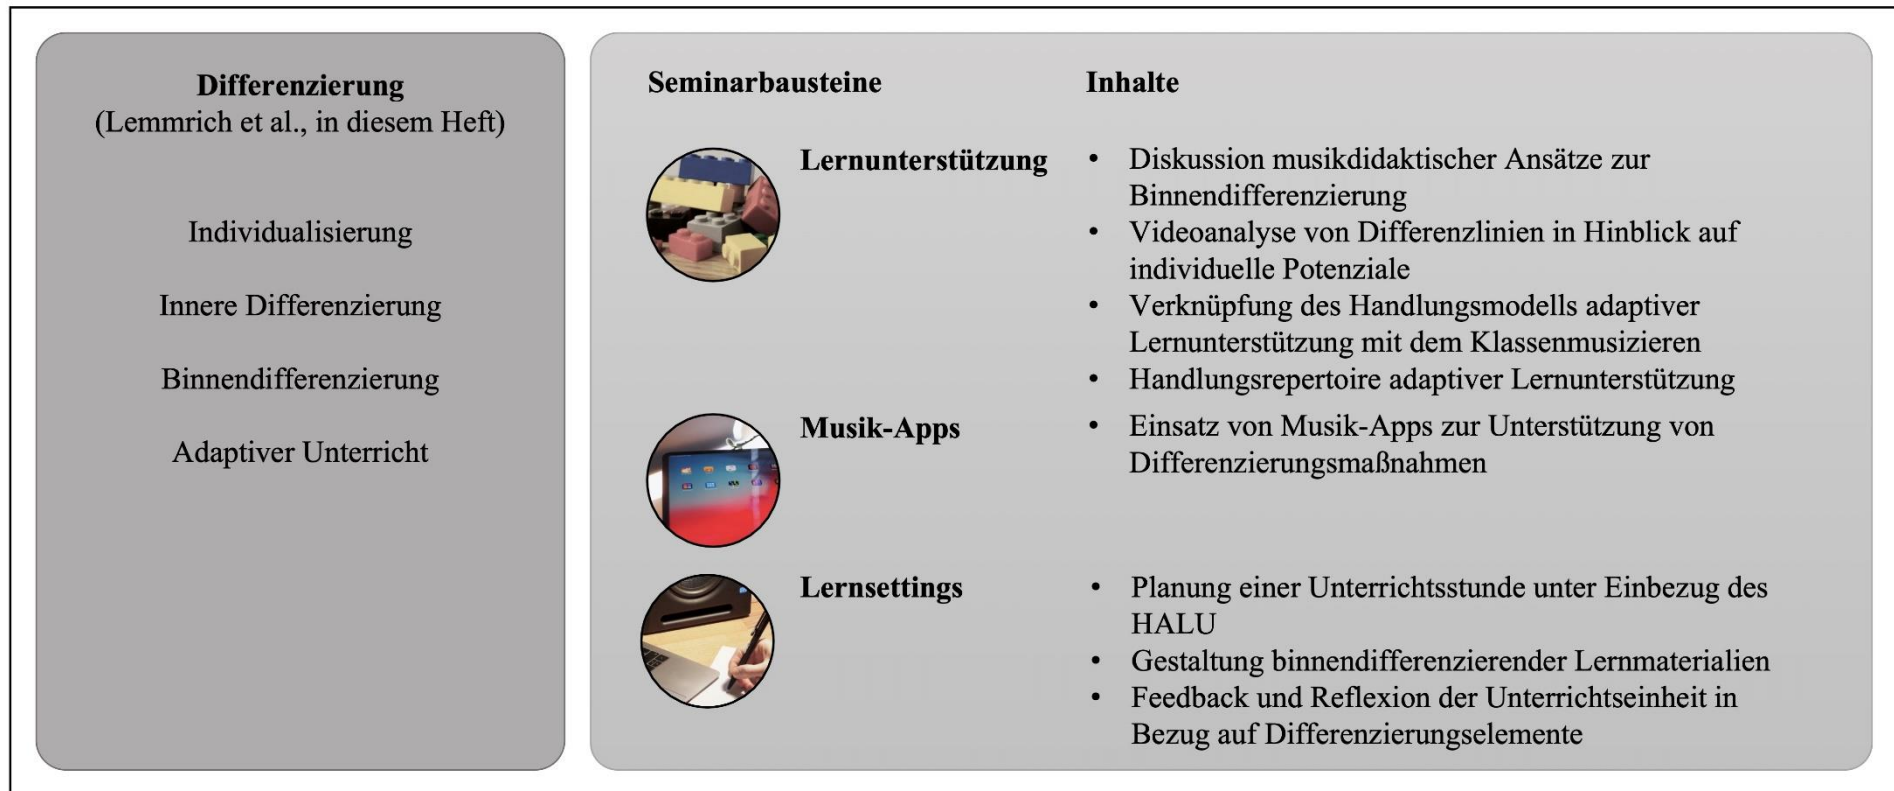 Differenzierung
(Lemmrich et al., in diesem Heft)
Individualisierung
Innere Differenzierung
Binnendifferenzierung
Adaptiver Unterricht
Seminarbausteine
Inhalte
Lernunterstützung
• Diskussion musikdidaktischer Ansätze zur
Binnendifferenzierung
• Videoanalyse von Differenzlinien in Hinblick auf
individuelle Potenziale
• Verknüpfung des Handlungsmodells adaptiver
Lernunterstützung mit dem Klassenmusizieren
• Handlungsrepertoire adaptiver Lernunterstützung
Musik-Apps
• Einsatz von Musik-Apps zur Unterstützung von
Differenzierungsmaßnahmen
Lernsettings
• Planung einer Unterrichtsstunde unter Einbezug des
HALU
• Gestaltung binnendifferenzierender Lernmaterialien
• Feedback und Reflexion der Unterrichtseinheit in
Bezug auf Differenzierungselemente